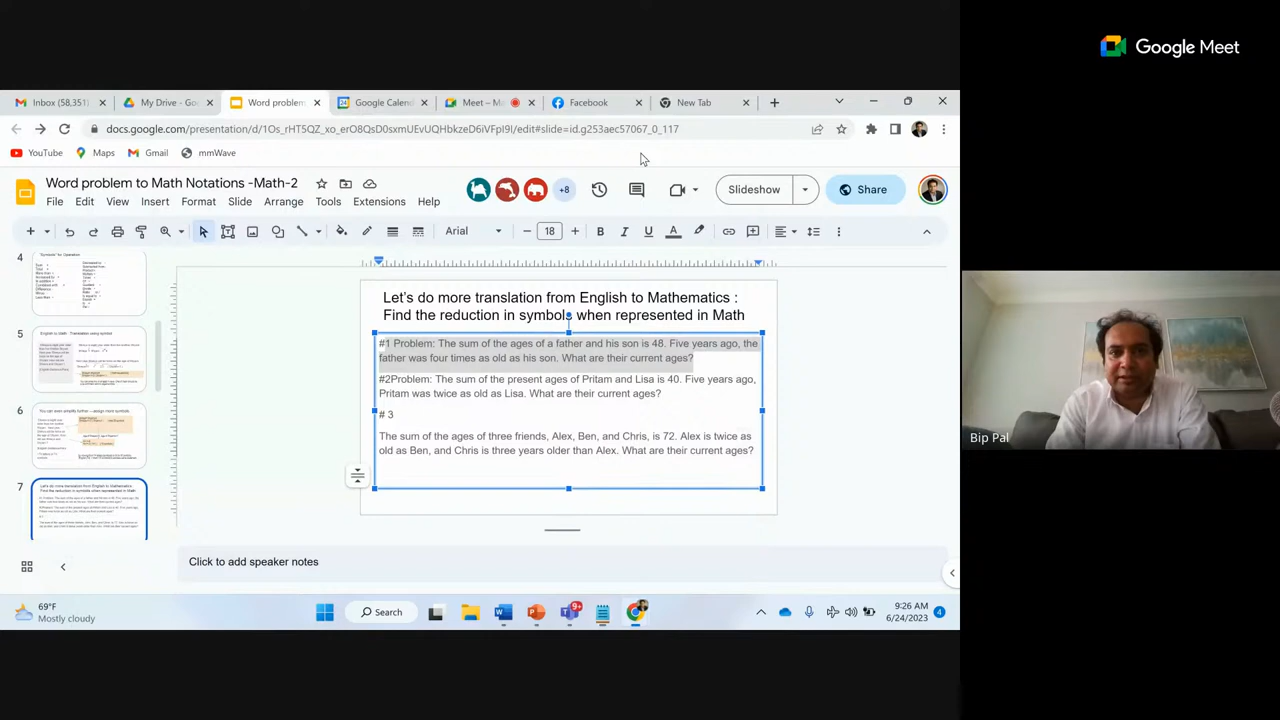 Google Meet
Inbox (58,351)
My Drive - Go
Word problem
Google Calend
Meet – M
Facebook
New Tab
docs.google.com/presentation/d/1Os_rHT5QZ_xo_erO8QsD0sxmUEvUQHbkzeD6iVFpI9I/edit#slide=id.g253aec57067_0_117
YouTube
Maps
Gmail
mmWave
Word problem to Math Notations -Math-2
+8
Slideshow
Share
File Edit View Insert Format Slide Arrange Tools Extensions Help
Arial
18
4
5
6
7
Let's do more translation from English to Mathematics :
Find the reduction in symbols when represented in Math
#1 Problem: The sum of the ages of a father and his son is 48. Five years ago, the
father was four times as old as his son. What are their current ages?
#2Problem: The sum of the present ages of Pritam and Lisa is 40. Five years ago,
Pritam was twice as old as Lisa. What are their current ages?
# 3
The sum of the ages of three friends, Alex, Ben, and Chris, is 72. Alex is twice as
old as Ben, and Chris is three years older than Alex. What are their current ages?
Bip Pal
Click to add speaker notes
69°F
Mostly cloudy
Search
9+
9:26 AM
6/24/2023
4